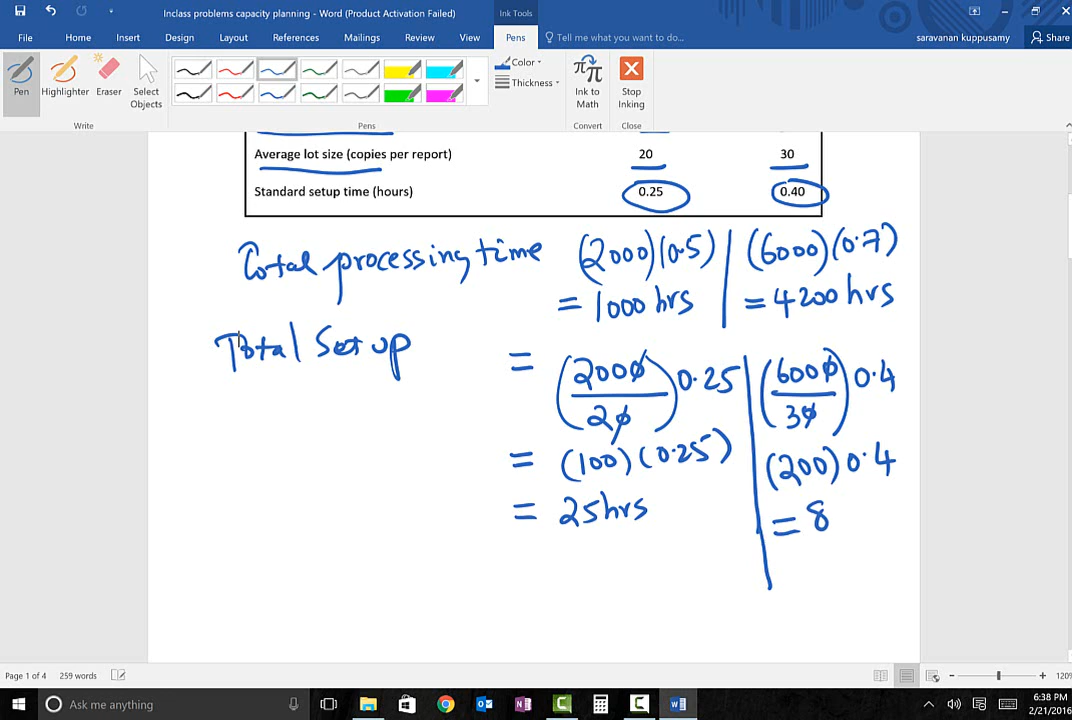 Inclass problems capacity planning - Word (Product Activation Failed)
Ink Tools
File Home Insert Design Layout References Mailings Review View Pens Tell me what you want to do... saravanan kuppusamy Share
Pen Highlighter Eraser Select Objects
Color
Thickness
Ink to Math
Stop Inking
Write Pens Convert Close
Average lot size (copies per report) 20 30
Standard setup time (hours) 0.25 0.40
Total processing time (2000)(0.5) | (6000)(0.7)
= 1000 hrs | = 4200 hrs
Total Set up = (2000/20) 0.25 | (6000/30) 0.4
= (100)(0.25) | (200) 0.4
= 25hrs | = 8
Page 1 of 4 259 words 120%
Ask me anything
6:38 PM
2/21/2016